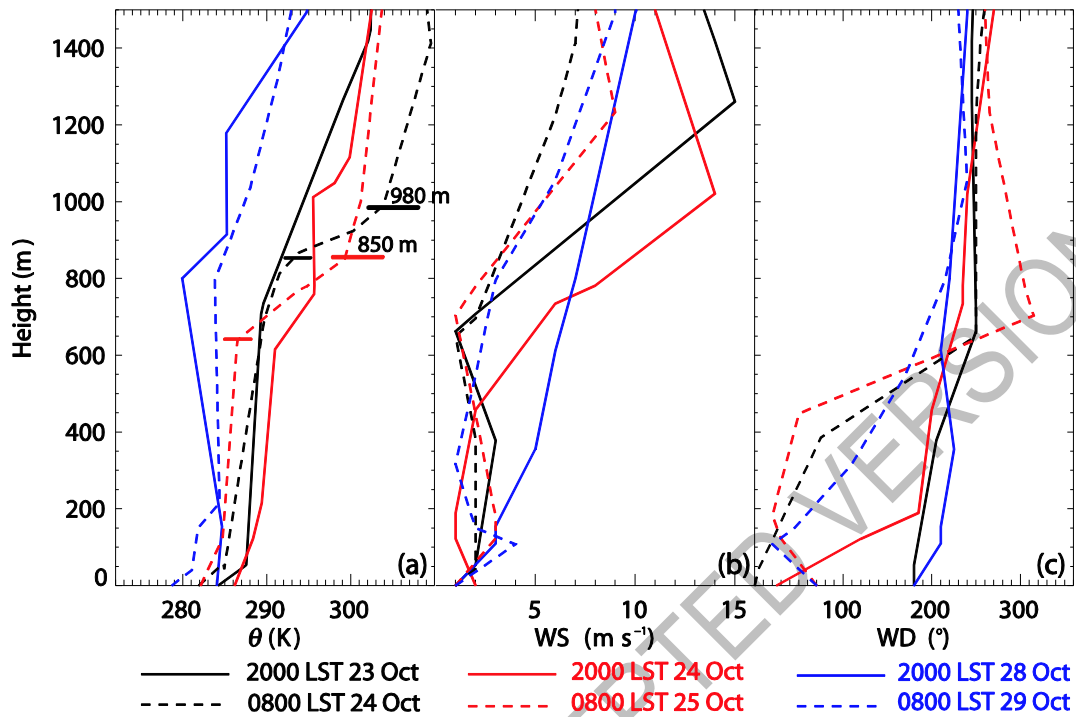 1400
1200
1000
800
600
400
200
0
Height (m)
980 m
850 m
(a)
(b)
(c)
280 290 300
5 10 15
100 200 300
θ (K)
WS (m s⁻¹)
WD (°)
2000 LST 23 Oct
2000 LST 24 Oct
2000 LST 28 Oct
0800 LST 24 Oct
0800 LST 25 Oct
0800 LST 29 Oct
PTED VERSION